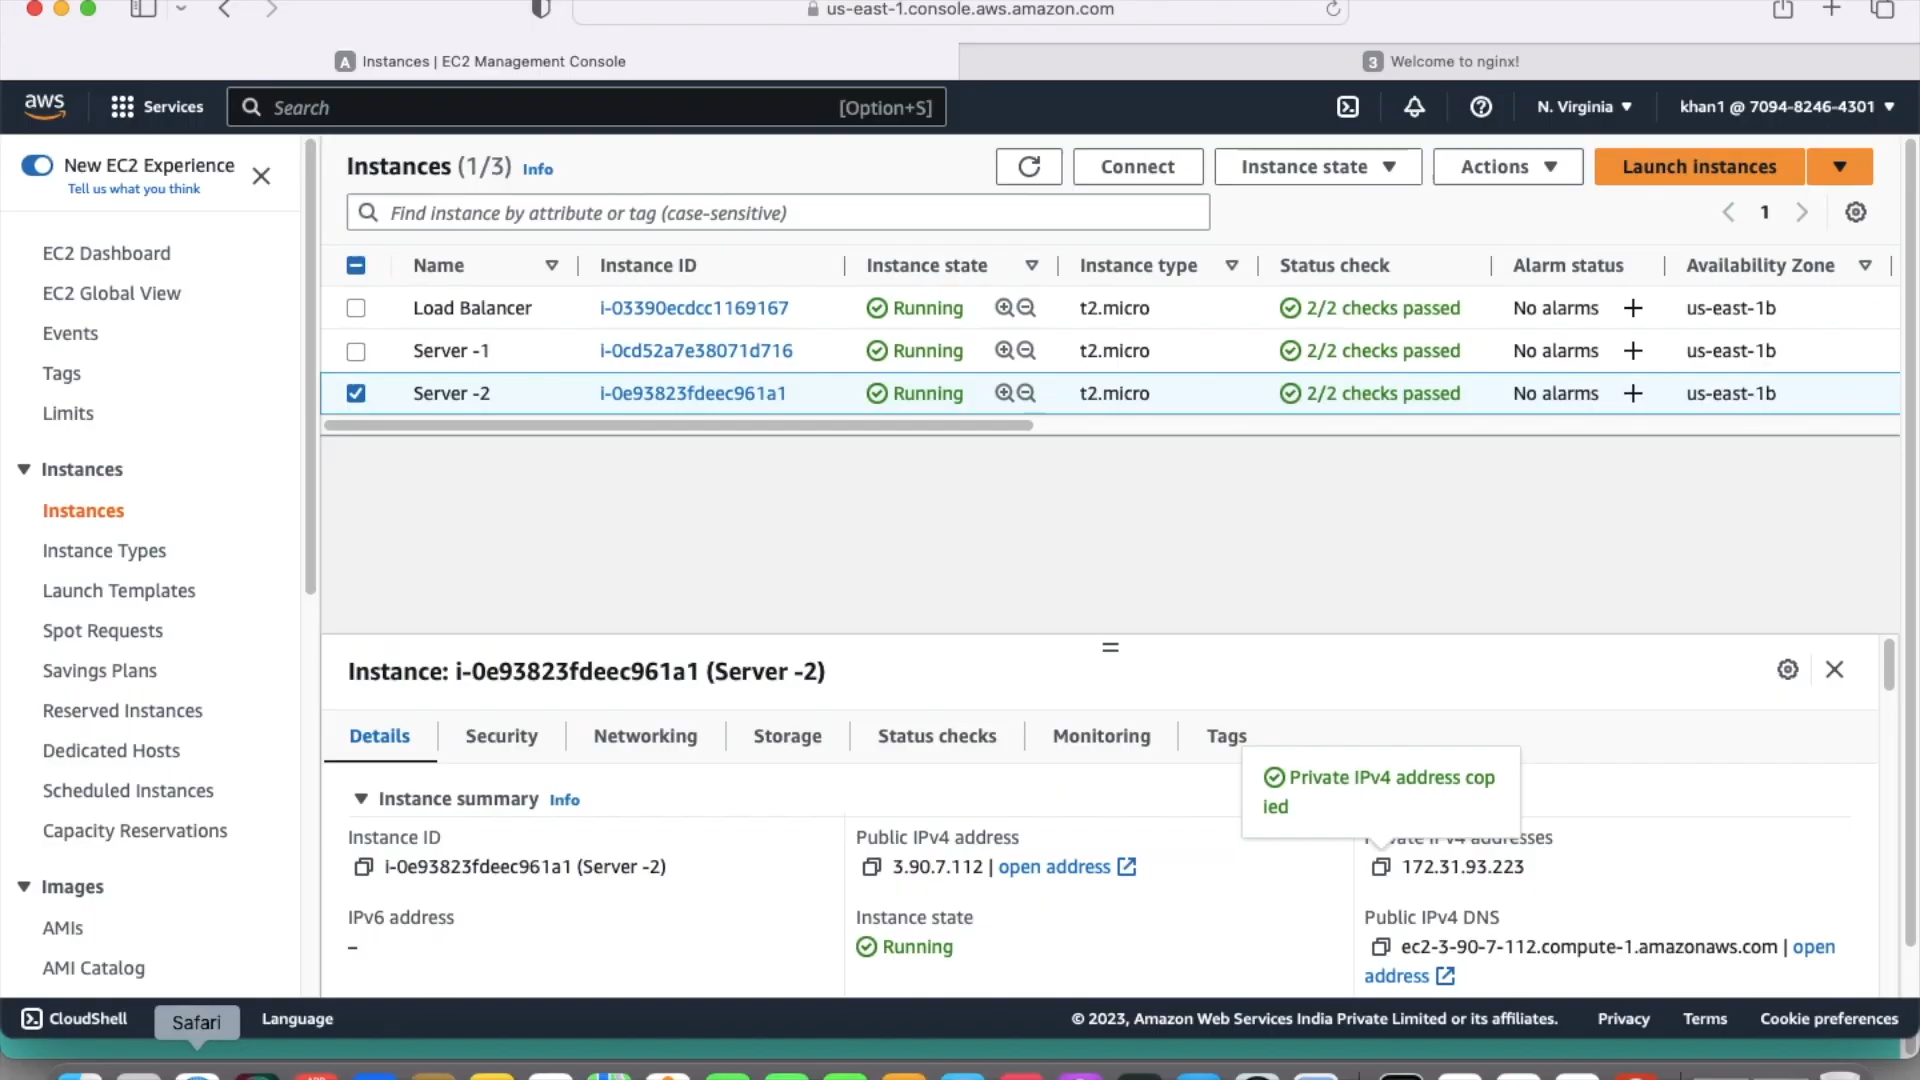 us-east-1.console.aws.amazon.com
A Instances | EC2 Management Console
3 Welcome to nginx!
aws
Services
Search [Option+S]
N. Virginia ▼
khan1 @ 7094-8246-4301 ▼
New EC2 Experience
Tell us what you think
EC2 Dashboard
EC2 Global View
Events
Tags
Limits
Instances
Instances
Instance Types
Launch Templates
Spot Requests
Savings Plans
Reserved Instances
Dedicated Hosts
Scheduled Instances
Capacity Reservations
Images
AMIs
AMI Catalog
Instances (1/3) Info
Connect
Instance state ▼
Actions ▼
Launch instances
Find instance by attribute or tag (case-sensitive)
1
Name Instance ID Instance state Instance type Status check Alarm status Availability Zone
Load Balancer i-03390ecdcc1169167 Running t2.micro 2/2 checks passed No alarms + us-east-1b
Server -1 i-0cd52a7e38071d716 Running t2.micro 2/2 checks passed No alarms + us-east-1b
Server -2 i-0e93823fdeec961a1 Running t2.micro 2/2 checks passed No alarms + us-east-1b
Instance: i-0e93823fdeec961a1 (Server -2)
Details Security Networking Storage Status checks Monitoring Tags
Private IPv4 address cop
ied
Instance summary Info
Instance ID
i-0e93823fdeec961a1 (Server -2)
Public IPv4 address
3.90.7.112 | open address
172.31.93.223
IPv6 address
–
Instance state
Running
Public IPv4 DNS
ec2-3-90-7-112.compute-1.amazonaws.com | open
address
CloudShell
Safari
Language
© 2023, Amazon Web Services India Private Limited or its affiliates.
Privacy
Terms
Cookie preferences